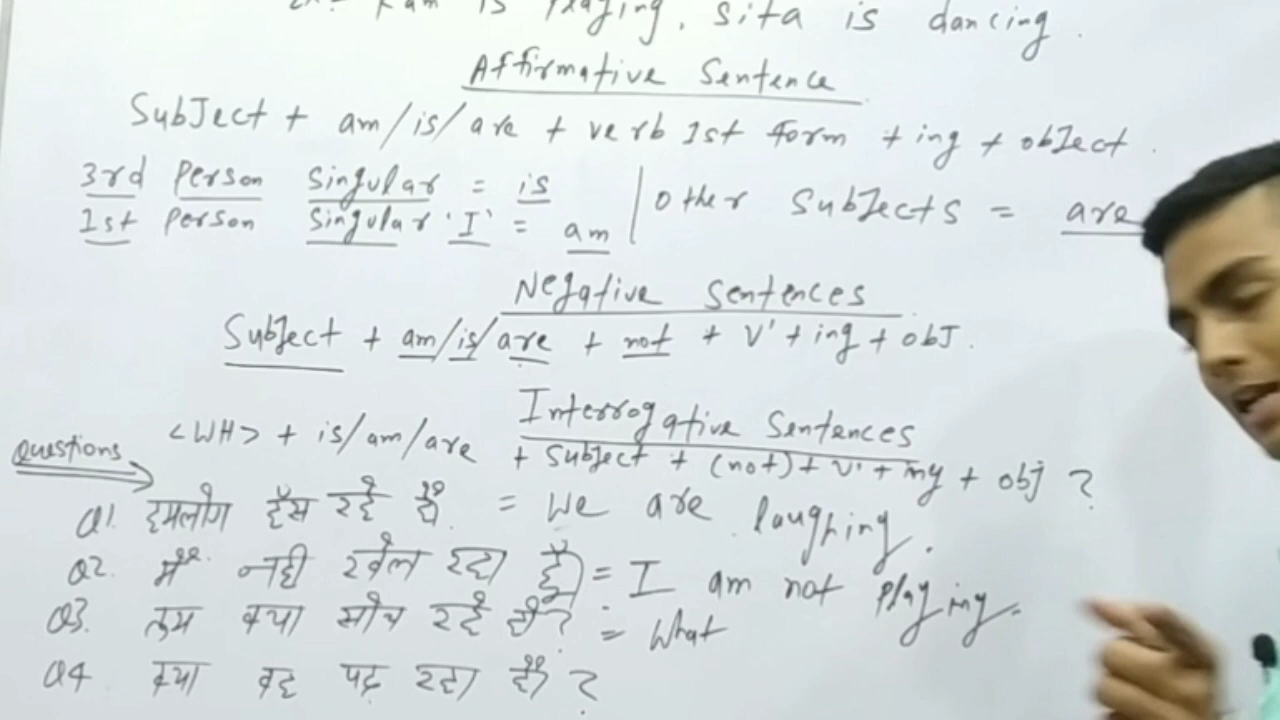 Ex:- Ram is Playing. Sita is dancing.
Affirmative Sentence
Subject + am/is/are + verb 1st form + ing + object.
3rd Person Singular = is | Other Subjects = are
1st Person Singular 'I' = am
Negative Sentences
Subject + am/is/are + not + V' + ing + obj.
Interrogative Sentences
<WH> + is/am/are + Subject + (not) + V' + ing + obj ?
Questions
Q1. हमलोग हँस रहे हैं. = We are laughing.
Q2. मैं नही खेल रहा हूँ = I am not Playing.
Q3. तुम क्या सोच रहे हो? = What
Q4 क्या वह पढ़ रहा है?